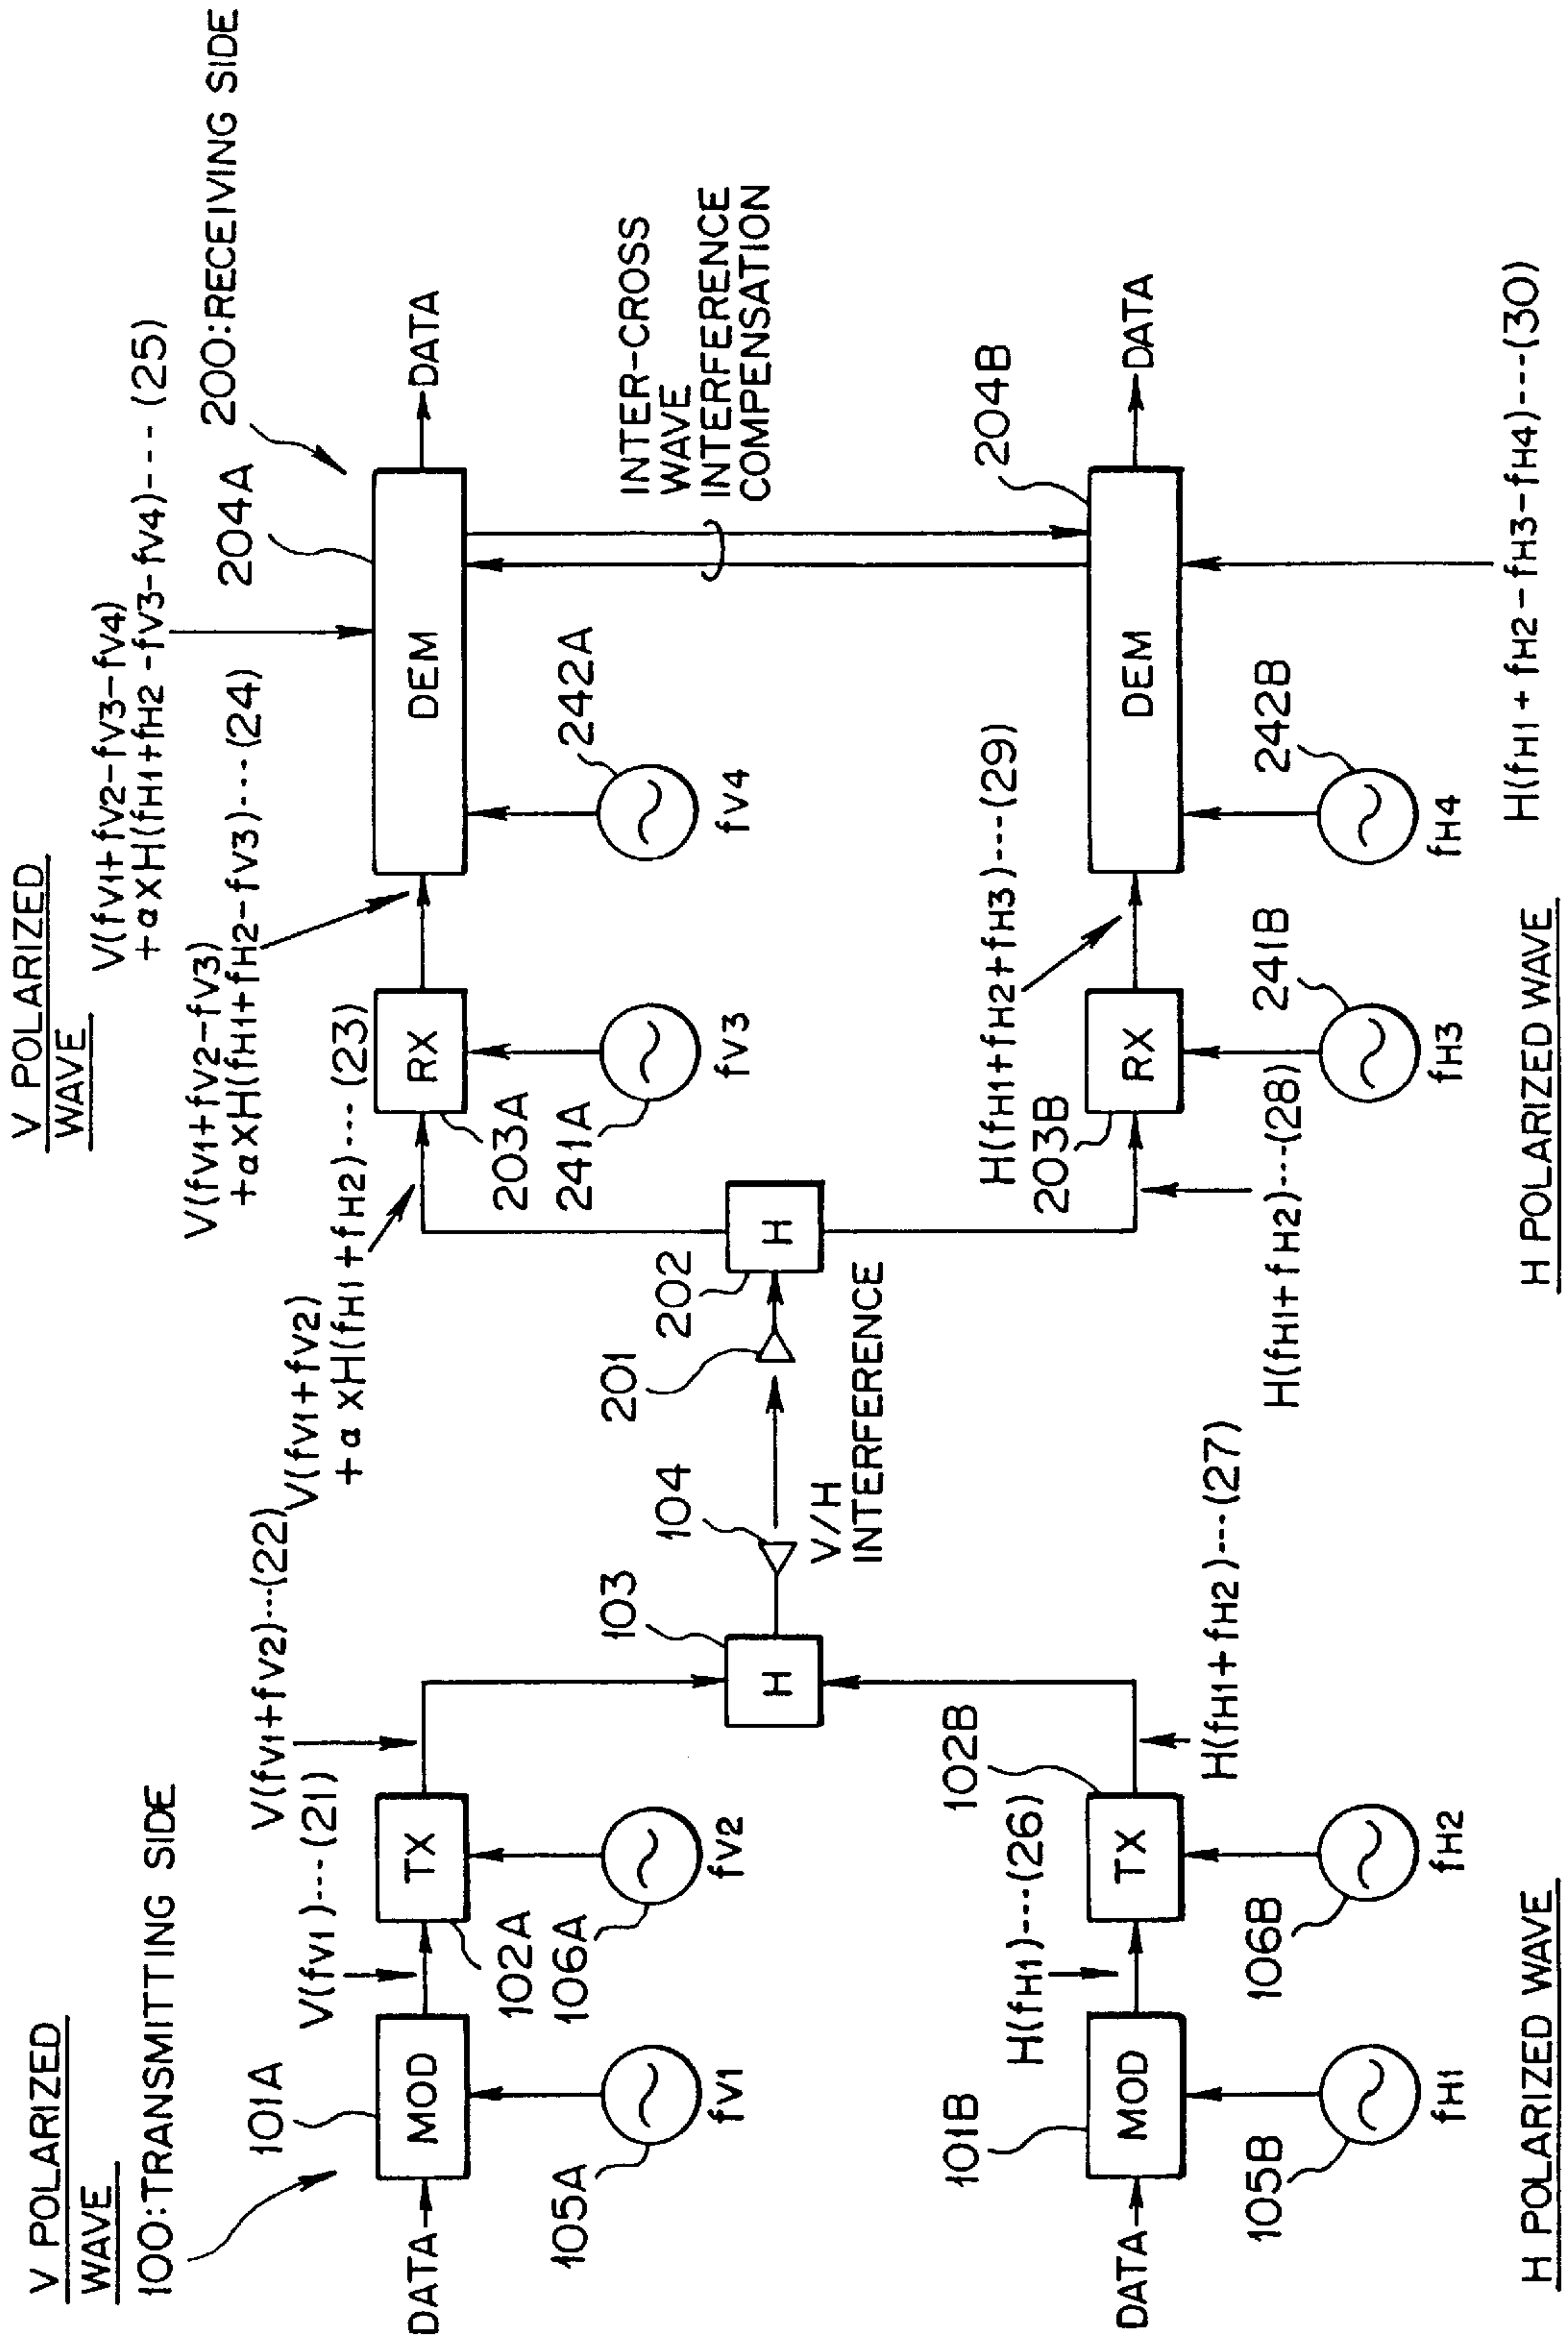 V POLARIZED
WAVE
100:TRANSMITTING SIDE
101A
V(fV1)---(21)
V(fV1+fV2)---(22)
V(fV1+fV2)
+α×H(fH1+fH2)---(23)
V(fV1+fV2-fV3)
+α×H(fH1+fH2-fV3)---(24)
V(fV1+fV2-fV3-fV4)
+α×H(fH1+fH2-fV3-fV4)---(25)
V POLARIZED
WAVE
200:RECEIVING SIDE
204A
DATA
MOD
TX
102A
RX
203A
DEM
DATA
105A
fV1
106A
fV2
241A
fV3
242A
fV4
103
H
104
V/H
INTERFERENCE
201
202
H
INTER-CROSS
WAVE
INTERFERENCE
COMPENSATION
101B
H(fH1)---(26)
102B
203B
H(fH1+fH2+fH3)---(29)
204B
DATA
MOD
TX
RX
DEM
DATA
H(fH1+fH2)---(27)
H(fH1+fH2)---(28)
105B
fH1
106B
fH2
241B
fH3
242B
fH4
H(fH1+fH2-fH3-fH4)---(30)
H POLARIZED WAVE
H POLARIZED WAVE